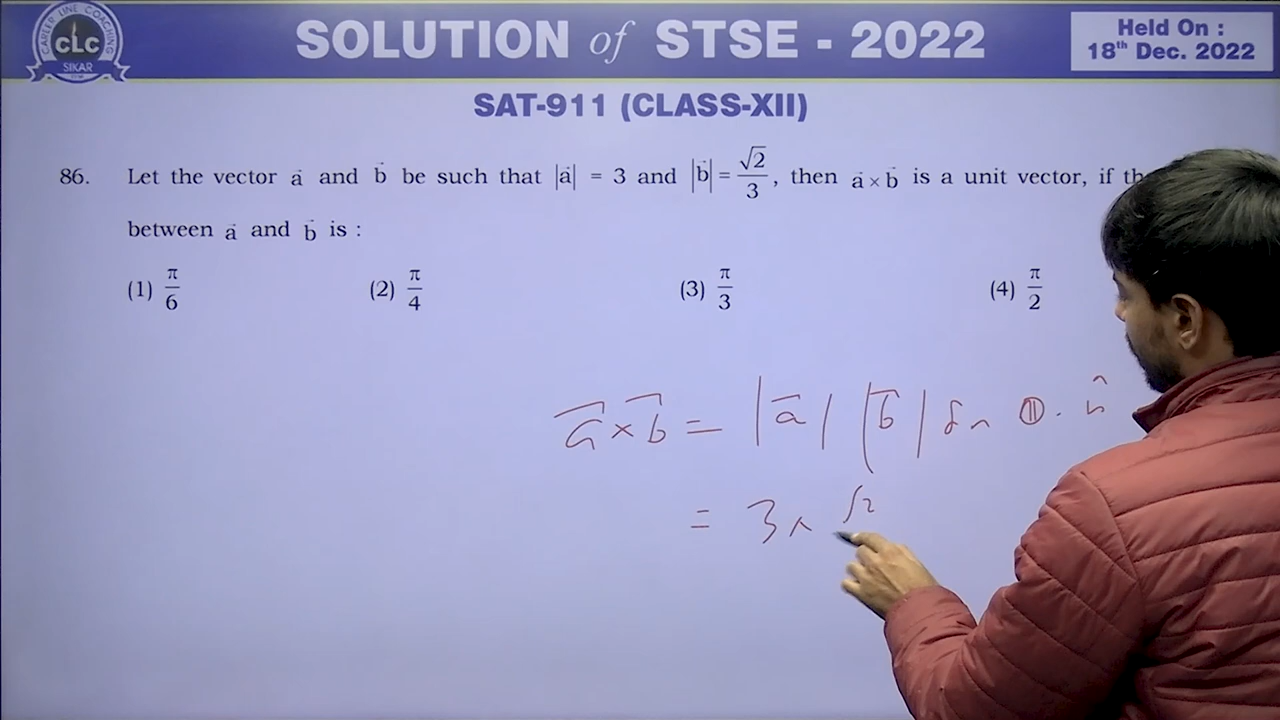 CAREER LINE COACHING
CLC
SIKAR
SOLUTION of STSE - 2022
Held On :
18th Dec. 2022
SAT-911 (CLASS-XII)
86. Let the vector a⃗ and b⃗ be such that |a⃗| = 3 and |b⃗| = √2/3, then a⃗ × b⃗ is a unit vector, if
between a⃗ and b⃗ is :
(1) π/6 (2) π/4 (3) π/3 (4) π/2
a⃗ × b⃗ = |a⃗| |b⃗| sin θ · n̂
= 3 × √2